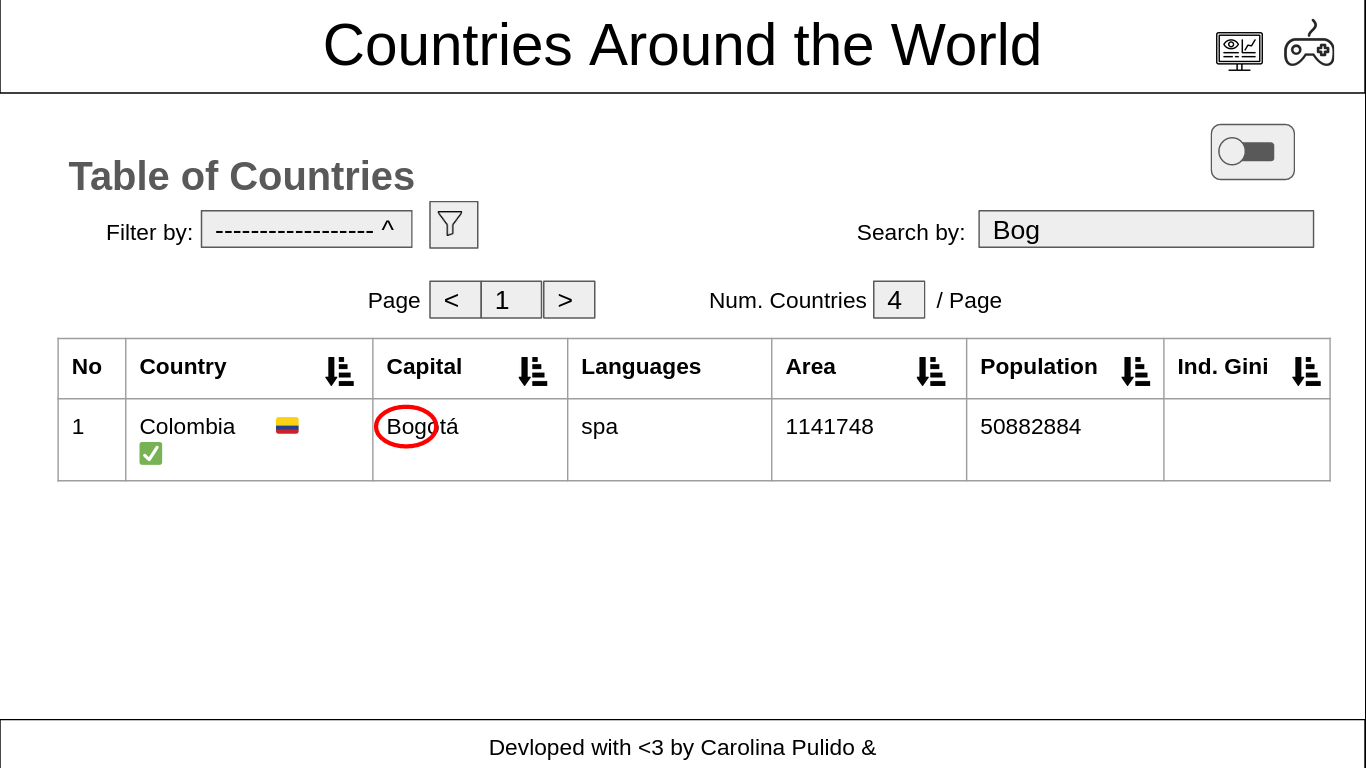 Countries Around the World
Table of Countries
Filter by: ------------------ ^
Search by: Bog
Page < 1 > Num. Countries 4 / Page
No Country Capital Languages Area Population Ind. Gini
1 Colombia Bogotá spa 1141748 50882884
Devloped with <3 by Carolina Pulido &